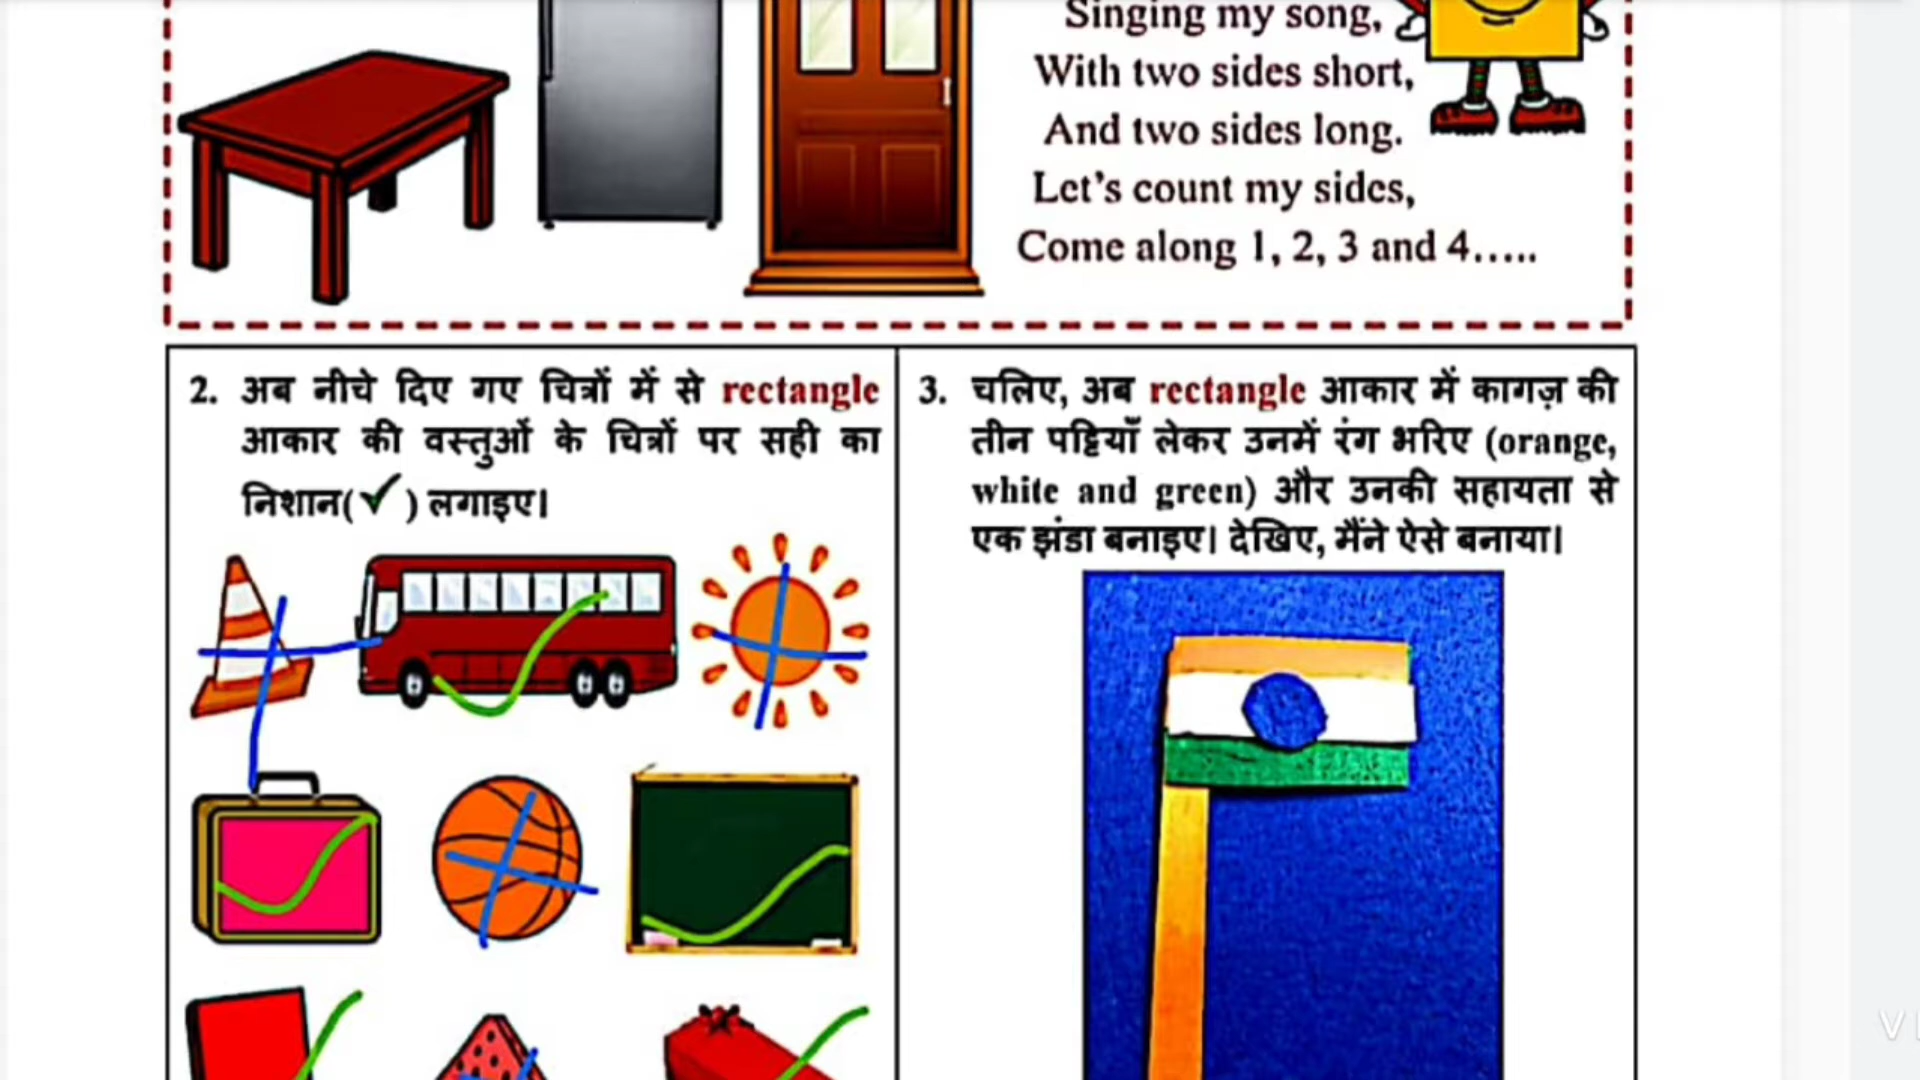 Singing my song,
With two sides short,
And two sides long.
Let's count my sides,
Come along 1, 2, 3 and 4.....
2. अब नीचे दिए गए चित्रों में से rectangle
आकार की वस्तुओं के चित्रों पर सही का
निशान(✓) लगाइए।
3. चलिए, अब rectangle आकार में कागज़ की
तीन पट्टियाँ लेकर उनमें रंग भरिए (orange,
white and green) और उनकी सहायता से
एक झंडा बनाइए। देखिए, मैंने ऐसे बनाया।